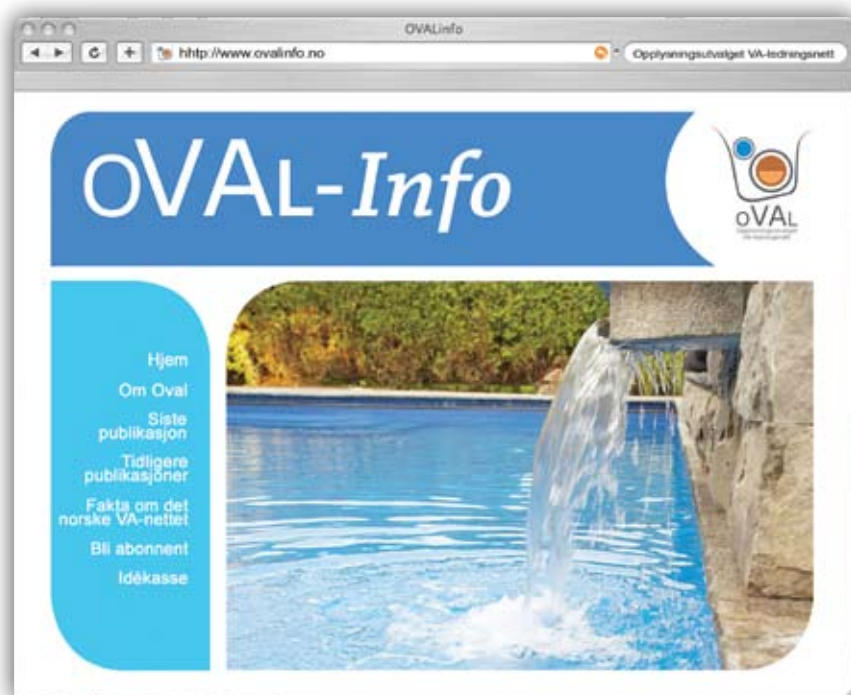 OVALinfo
hhtp://www.ovalinfo.no
Opplysningsutvalget VA-ledningsnett
oVAL-Info
oVAL
Hjem
Om Oval
Siste
publikasjon
Tidligere
publikasjoner
Fakta om det
norske VA-nettet
Bli abonnent
Idékasse